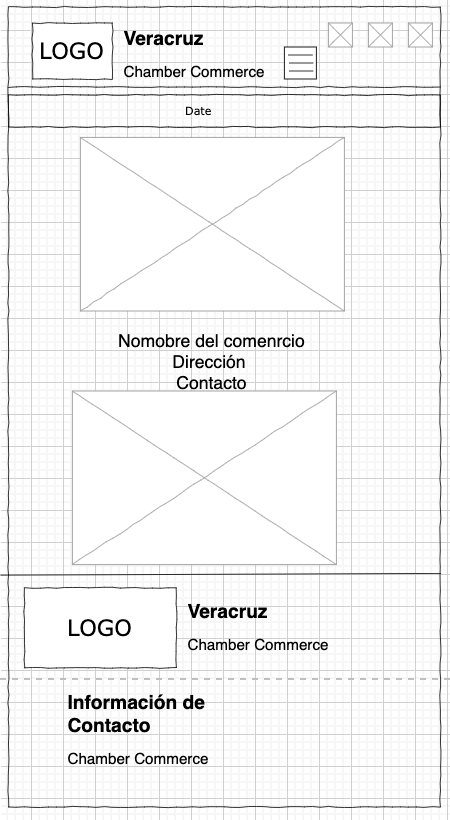 LOGO
Veracruz
Chamber Commerce
Date
Nomobre del comenrcio
Dirección
Contacto
LOGO
Veracruz
Chamber Commerce
Información de
Contacto
Chamber Commerce